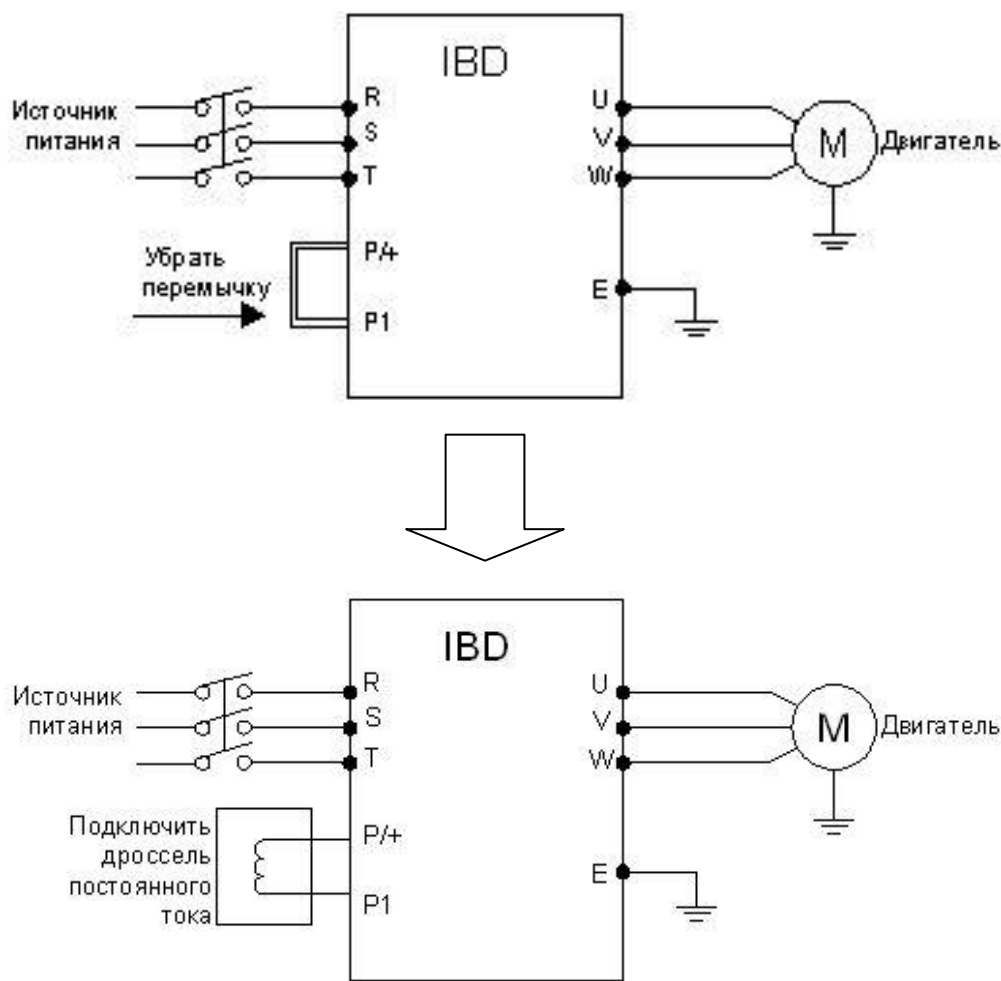 IBD
Источник
питания
R
S
T
U
V
W
M
Двигатель
Убрать
перемычку
P/+
P1
E
IBD
Источник
питания
R
S
T
U
V
W
M
Двигатель
Подключить
дроссель
постоянного
тока
P/+
P1
E